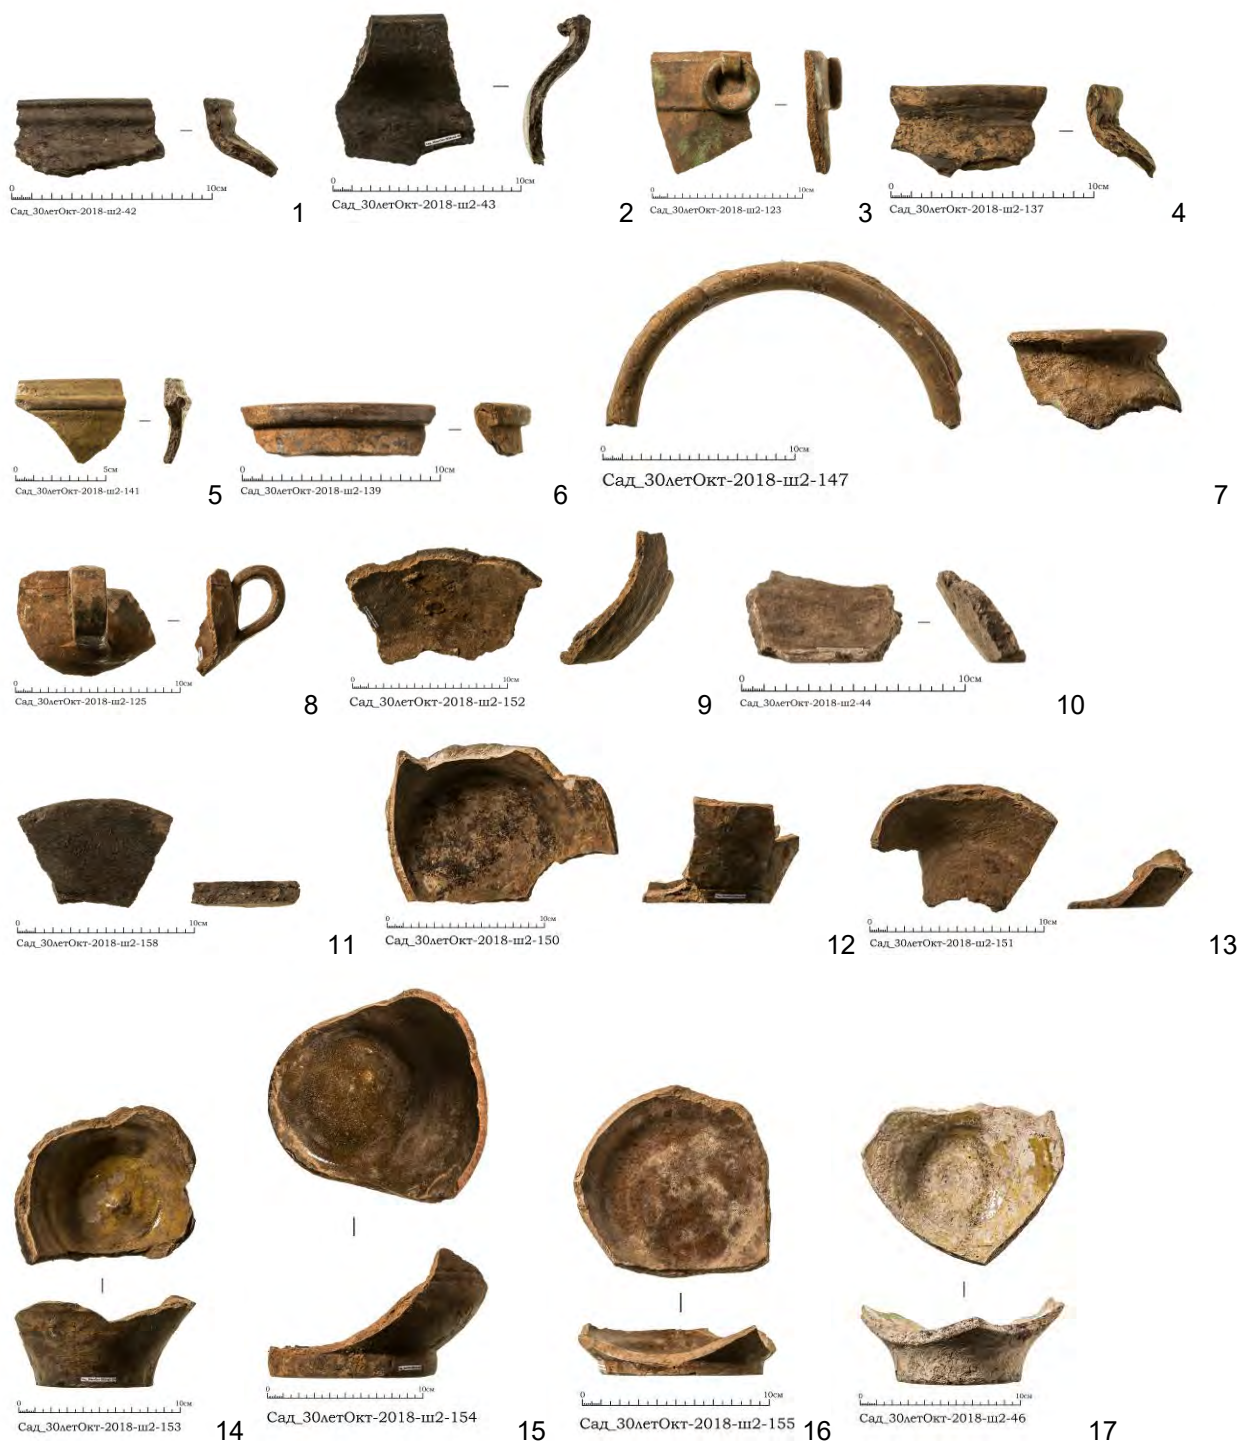 0 10см
Сад_30летОкт-2018-ш2-42
1
0 10см
Сад_30летОкт-2018-ш2-43
2
0 10см
Сад_30летОкт-2018-ш2-123
3
0 10см
Сад_30летОкт-2018-ш2-137
4
0 5см
Сад_30летОкт-2018-ш2-141
5
0 10см
Сад_30летОкт-2018-ш2-139
6
0 10см
Сад_30летОкт-2018-ш2-147
7
0 10см
Сад_30летОкт-2018-ш2-125
8
0 10см
Сад_30летОкт-2018-ш2-152
9
0 10см
Сад_30летОкт-2018-ш2-44
10
0 10см
Сад_30летОкт-2018-ш2-158
11
0 10см
Сад_30летОкт-2018-ш2-150
12
0 10см
Сад_30летОкт-2018-ш2-151
13
0 10см
Сад_30летОкт-2018-ш2-153
14
0 10см
Сад_30летОкт-2018-ш2-154
15
0 10см
Сад_30летОкт-2018-ш2-155
16
0 10см
Сад_30летОкт-2018-ш2-46
17